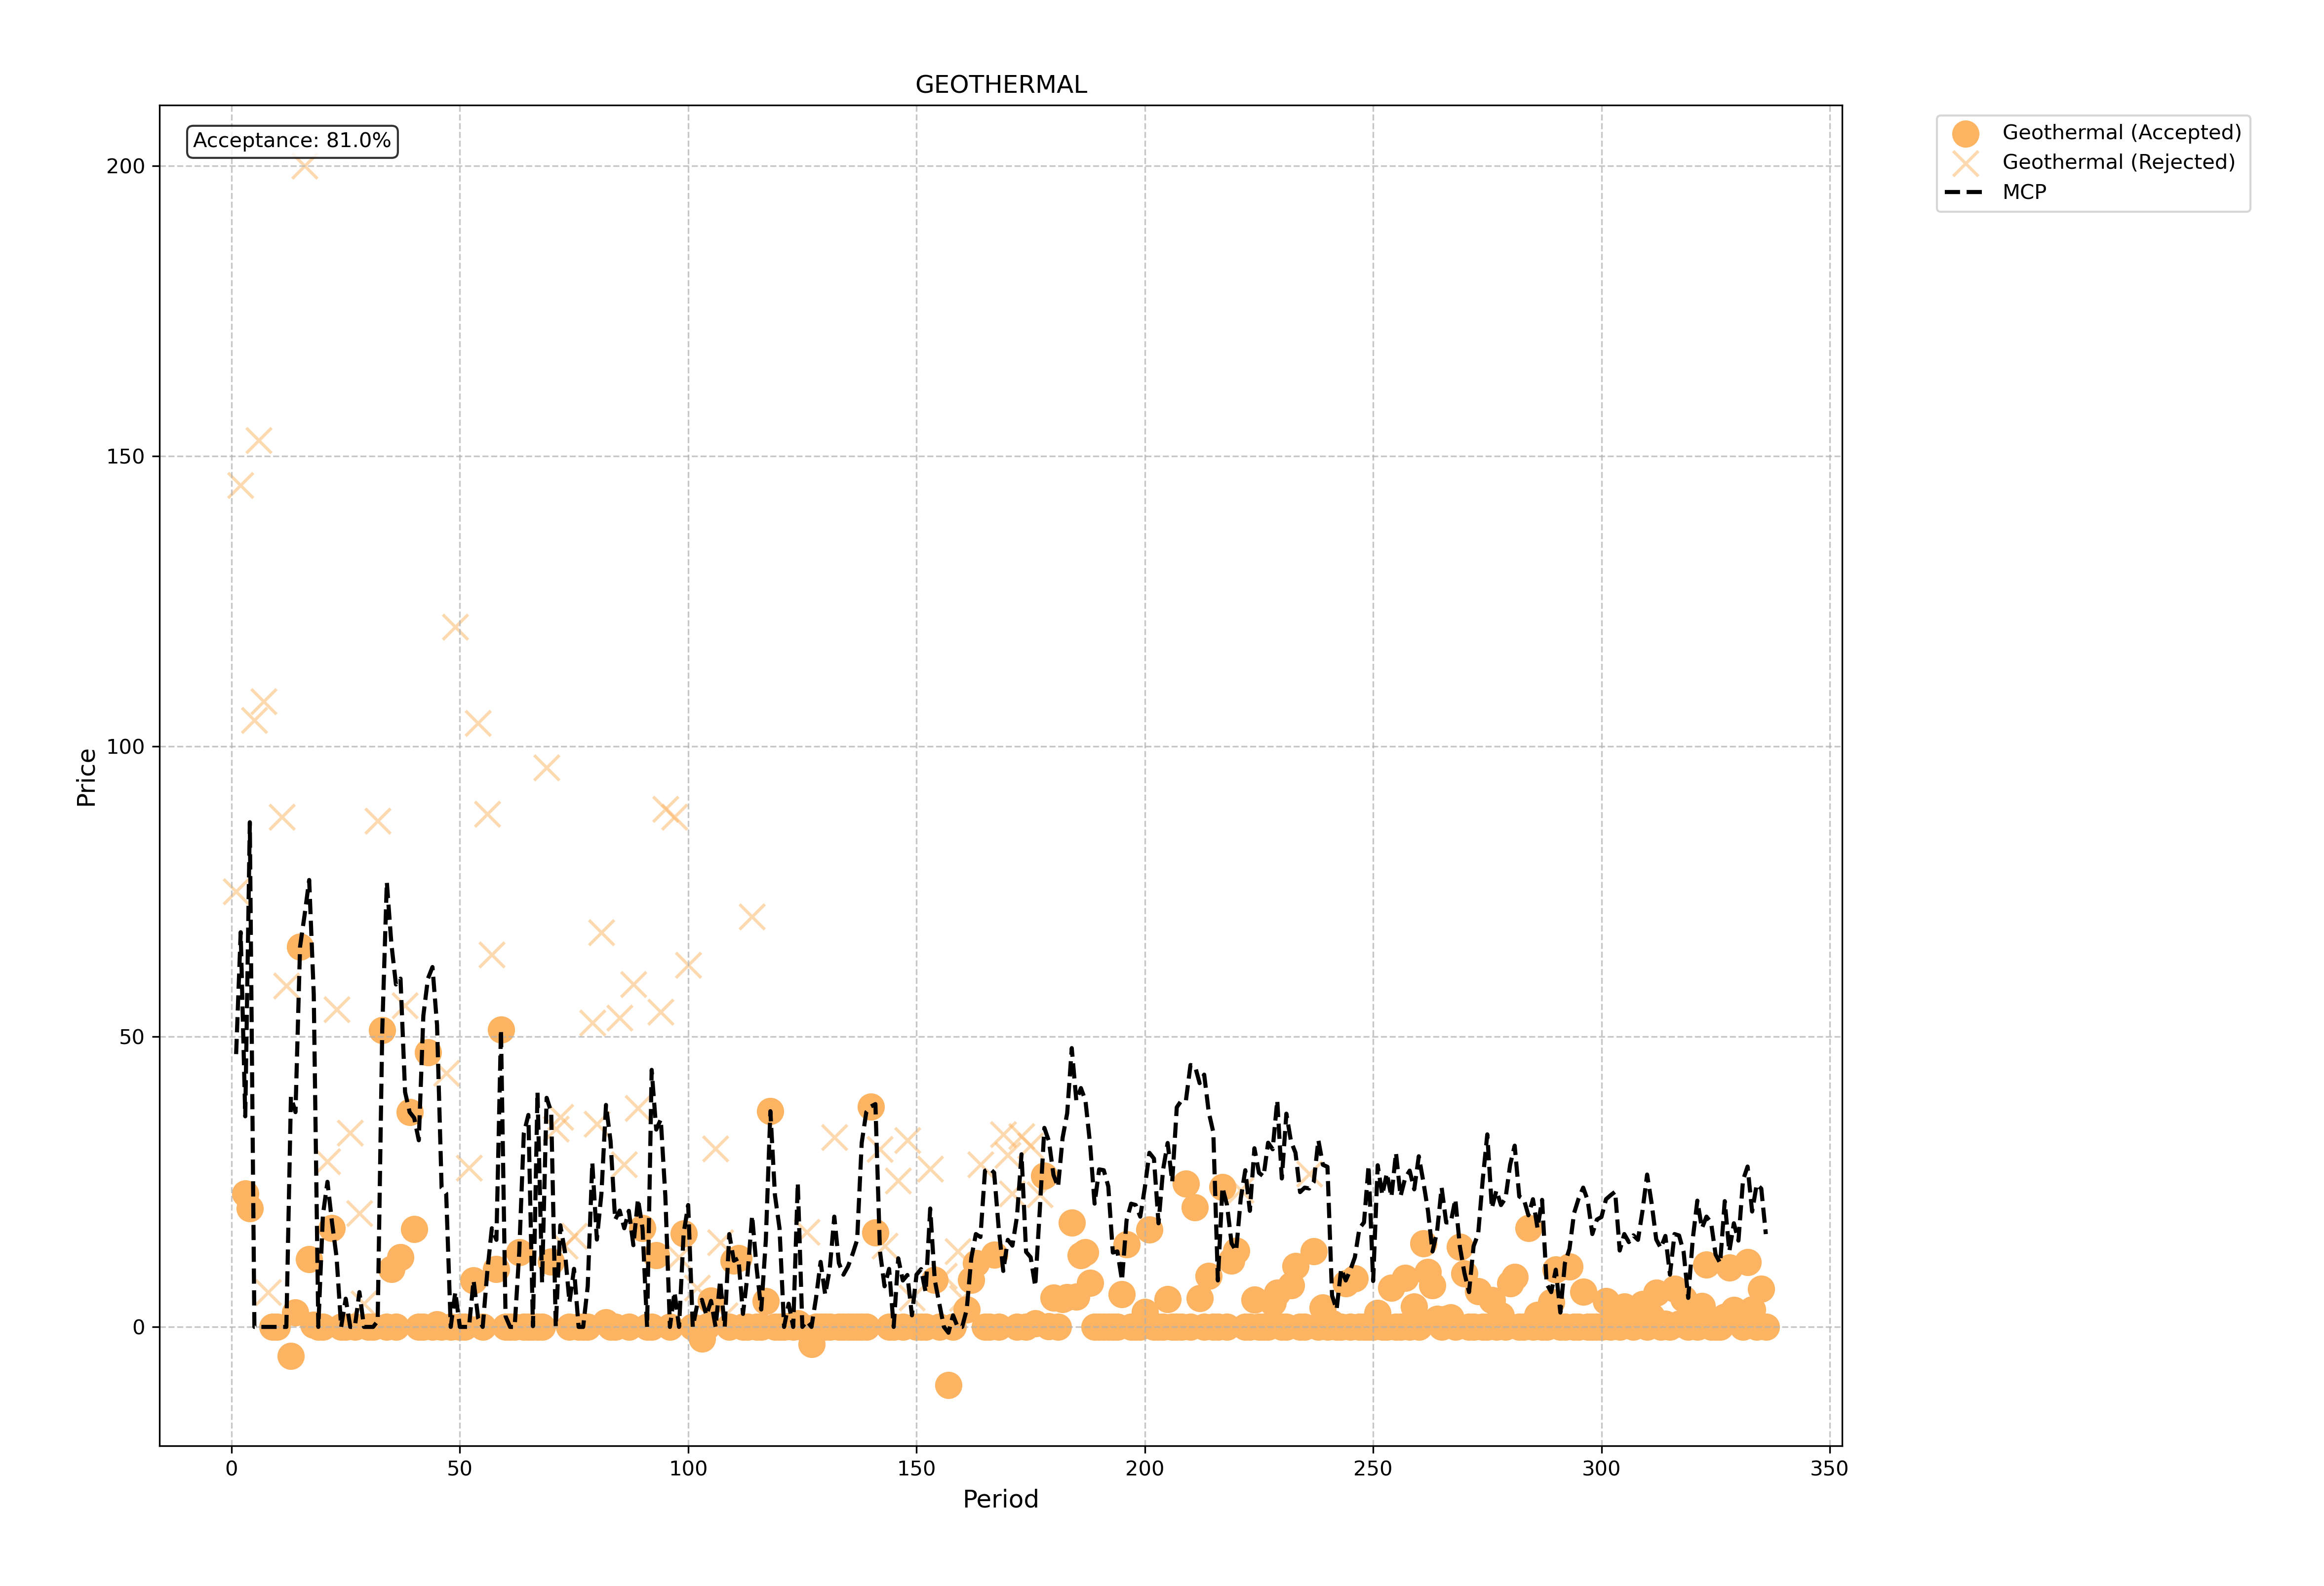 GEOTHERMAL
Acceptance: 81.0%
Geothermal (Accepted)
Geothermal (Rejected)
MCP
200
150
100
50
0
Price
0 50 100 150 200 250 300 350
Period